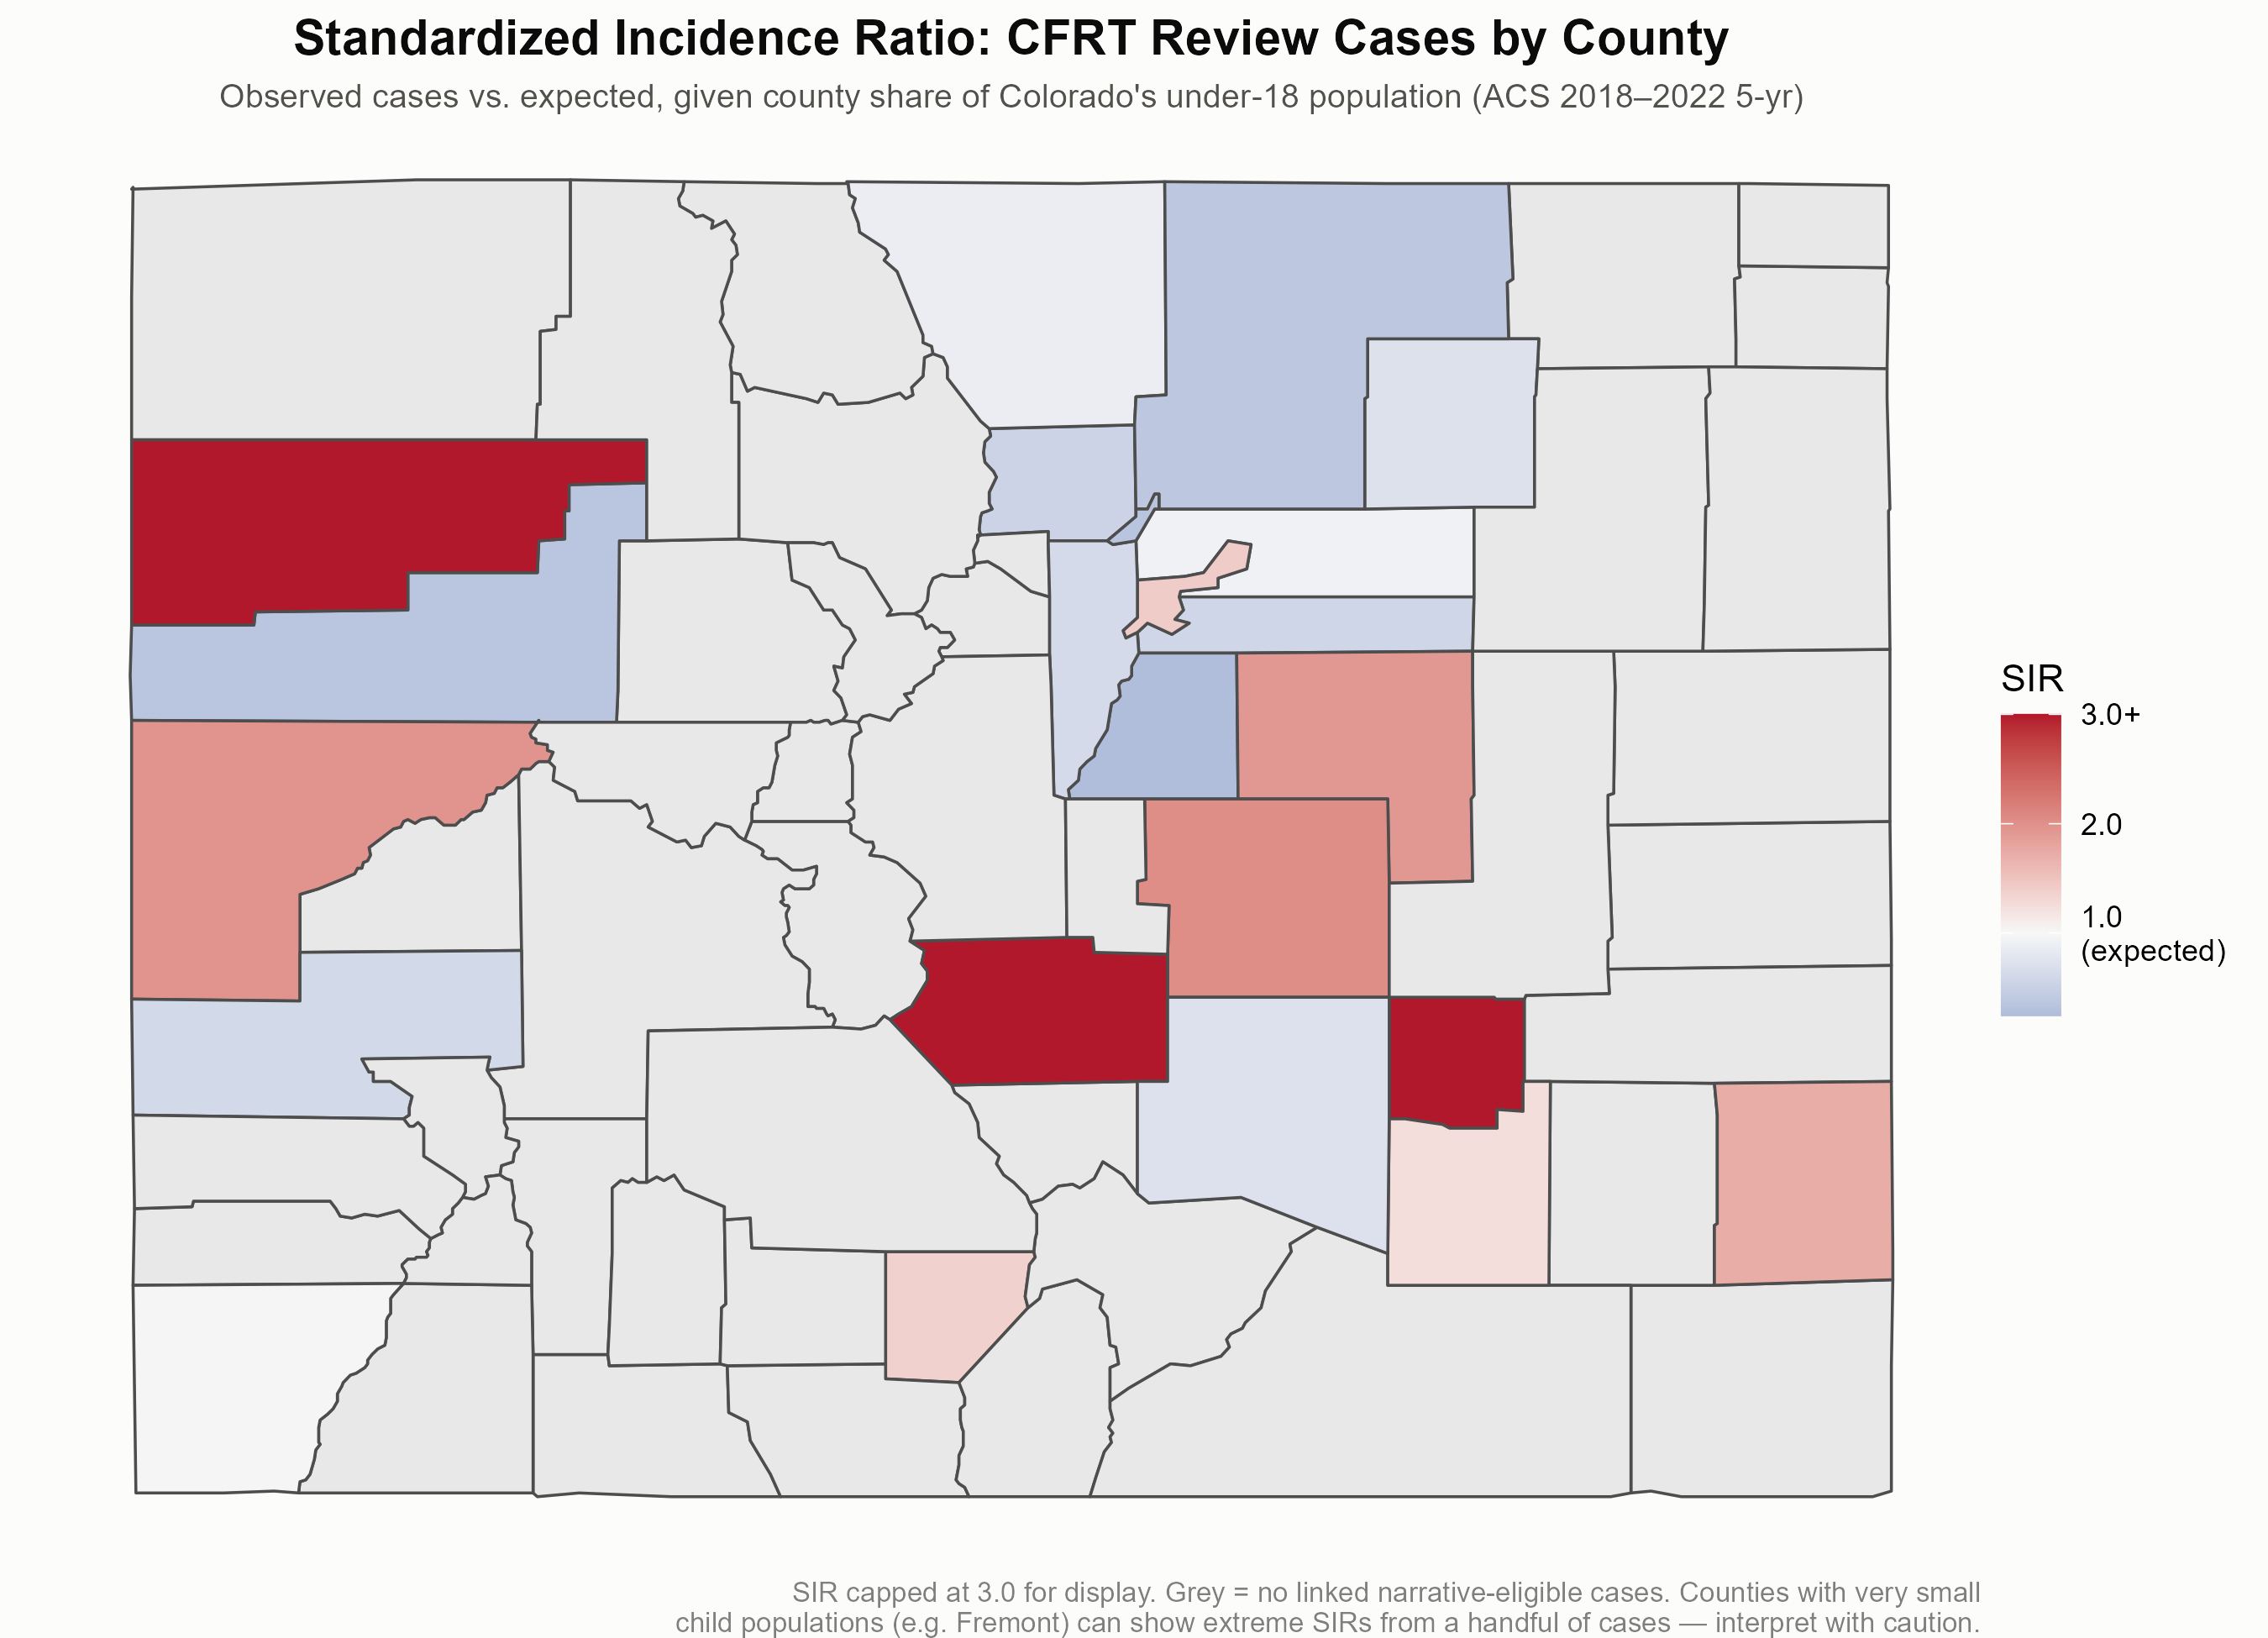 Standardized Incidence Ratio: CFRT Review Cases by County
Observed cases vs. expected, given county share of Colorado's under-18 population (ACS 2018–2022 5-yr)
SIR
3.0+
2.0
1.0
(expected)
SIR capped at 3.0 for display. Grey = no linked narrative-eligible cases. Counties with very small
child populations (e.g. Fremont) can show extreme SIRs from a handful of cases — interpret with caution.